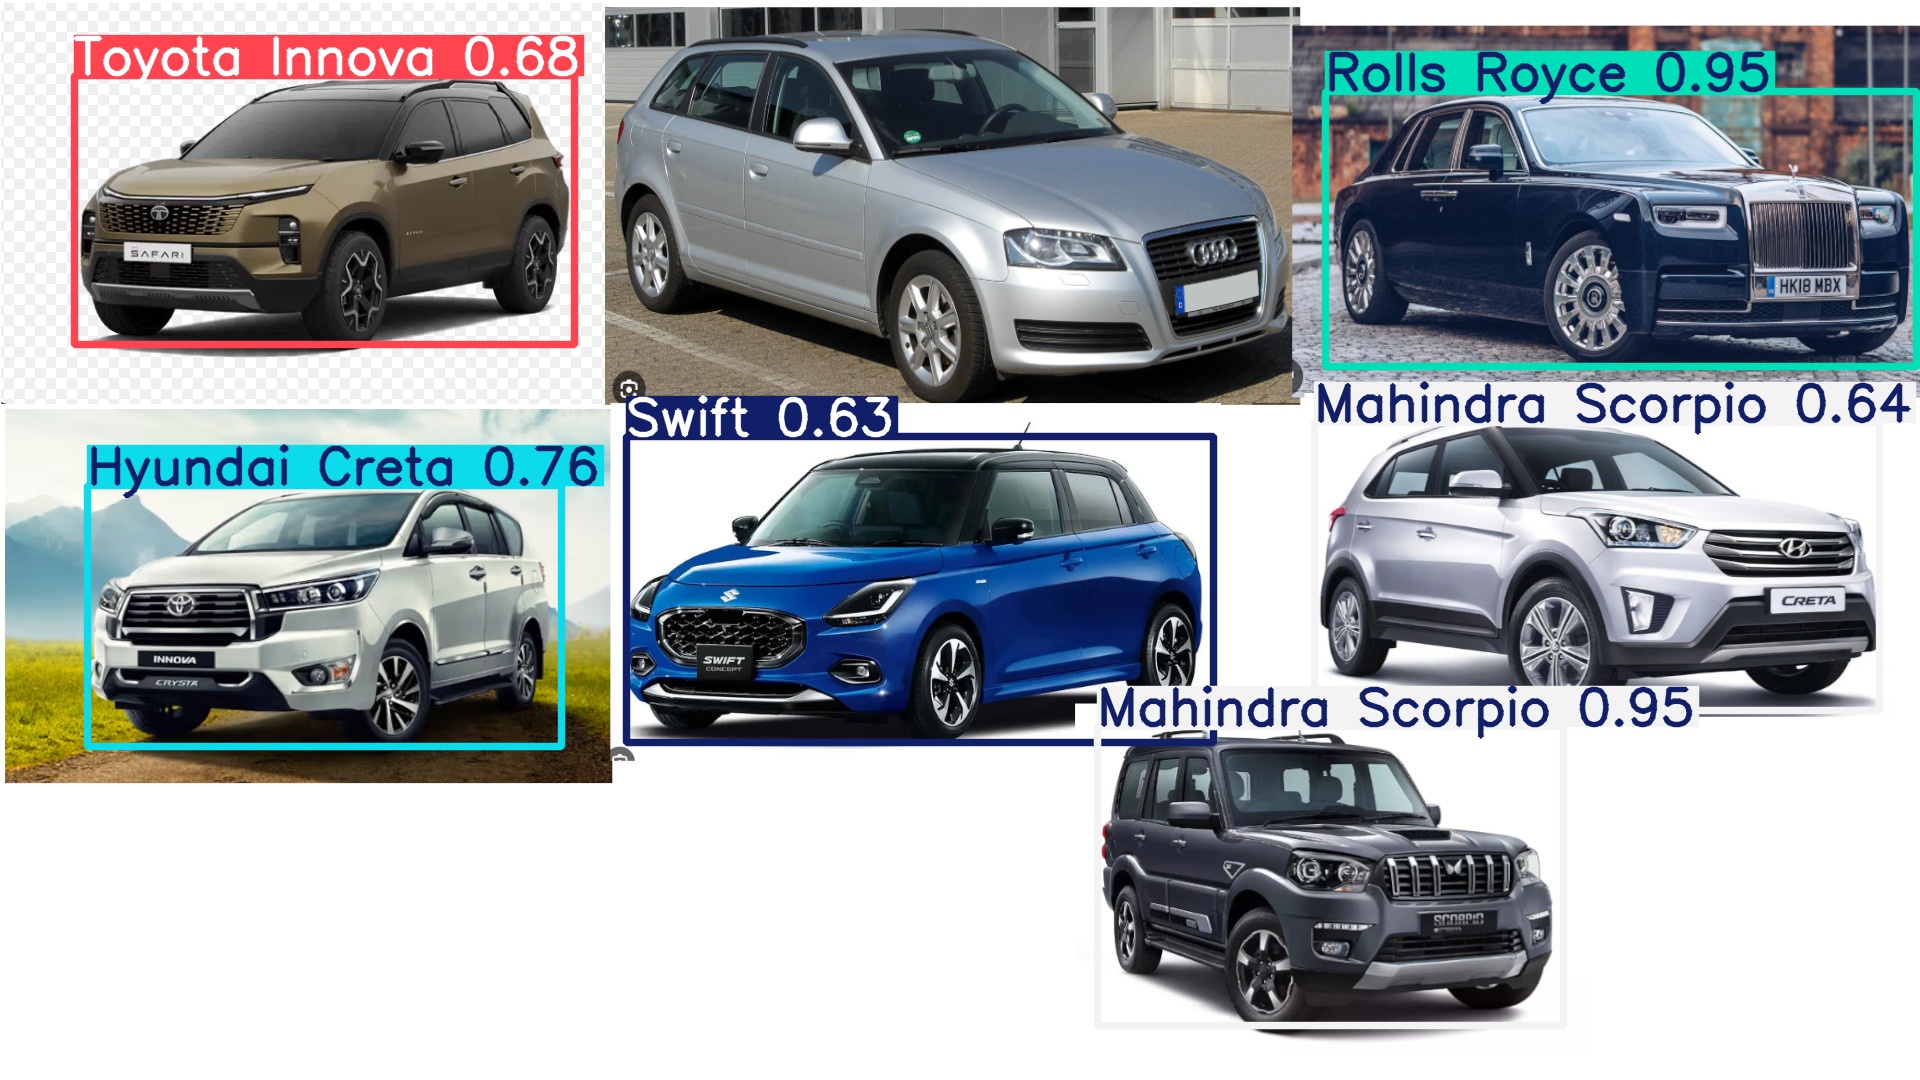 Toyota Innova 0.68
SAFARI
Rolls Royce 0.95
HK18 MBX
Hyundai Creta 0.76
INNOVA
CRYSTA
Swift 0.63
SWIFT
CONCEPT
Mahindra Scorpio 0.64
CRETA
Mahindra Scorpio 0.95
SCORPIO